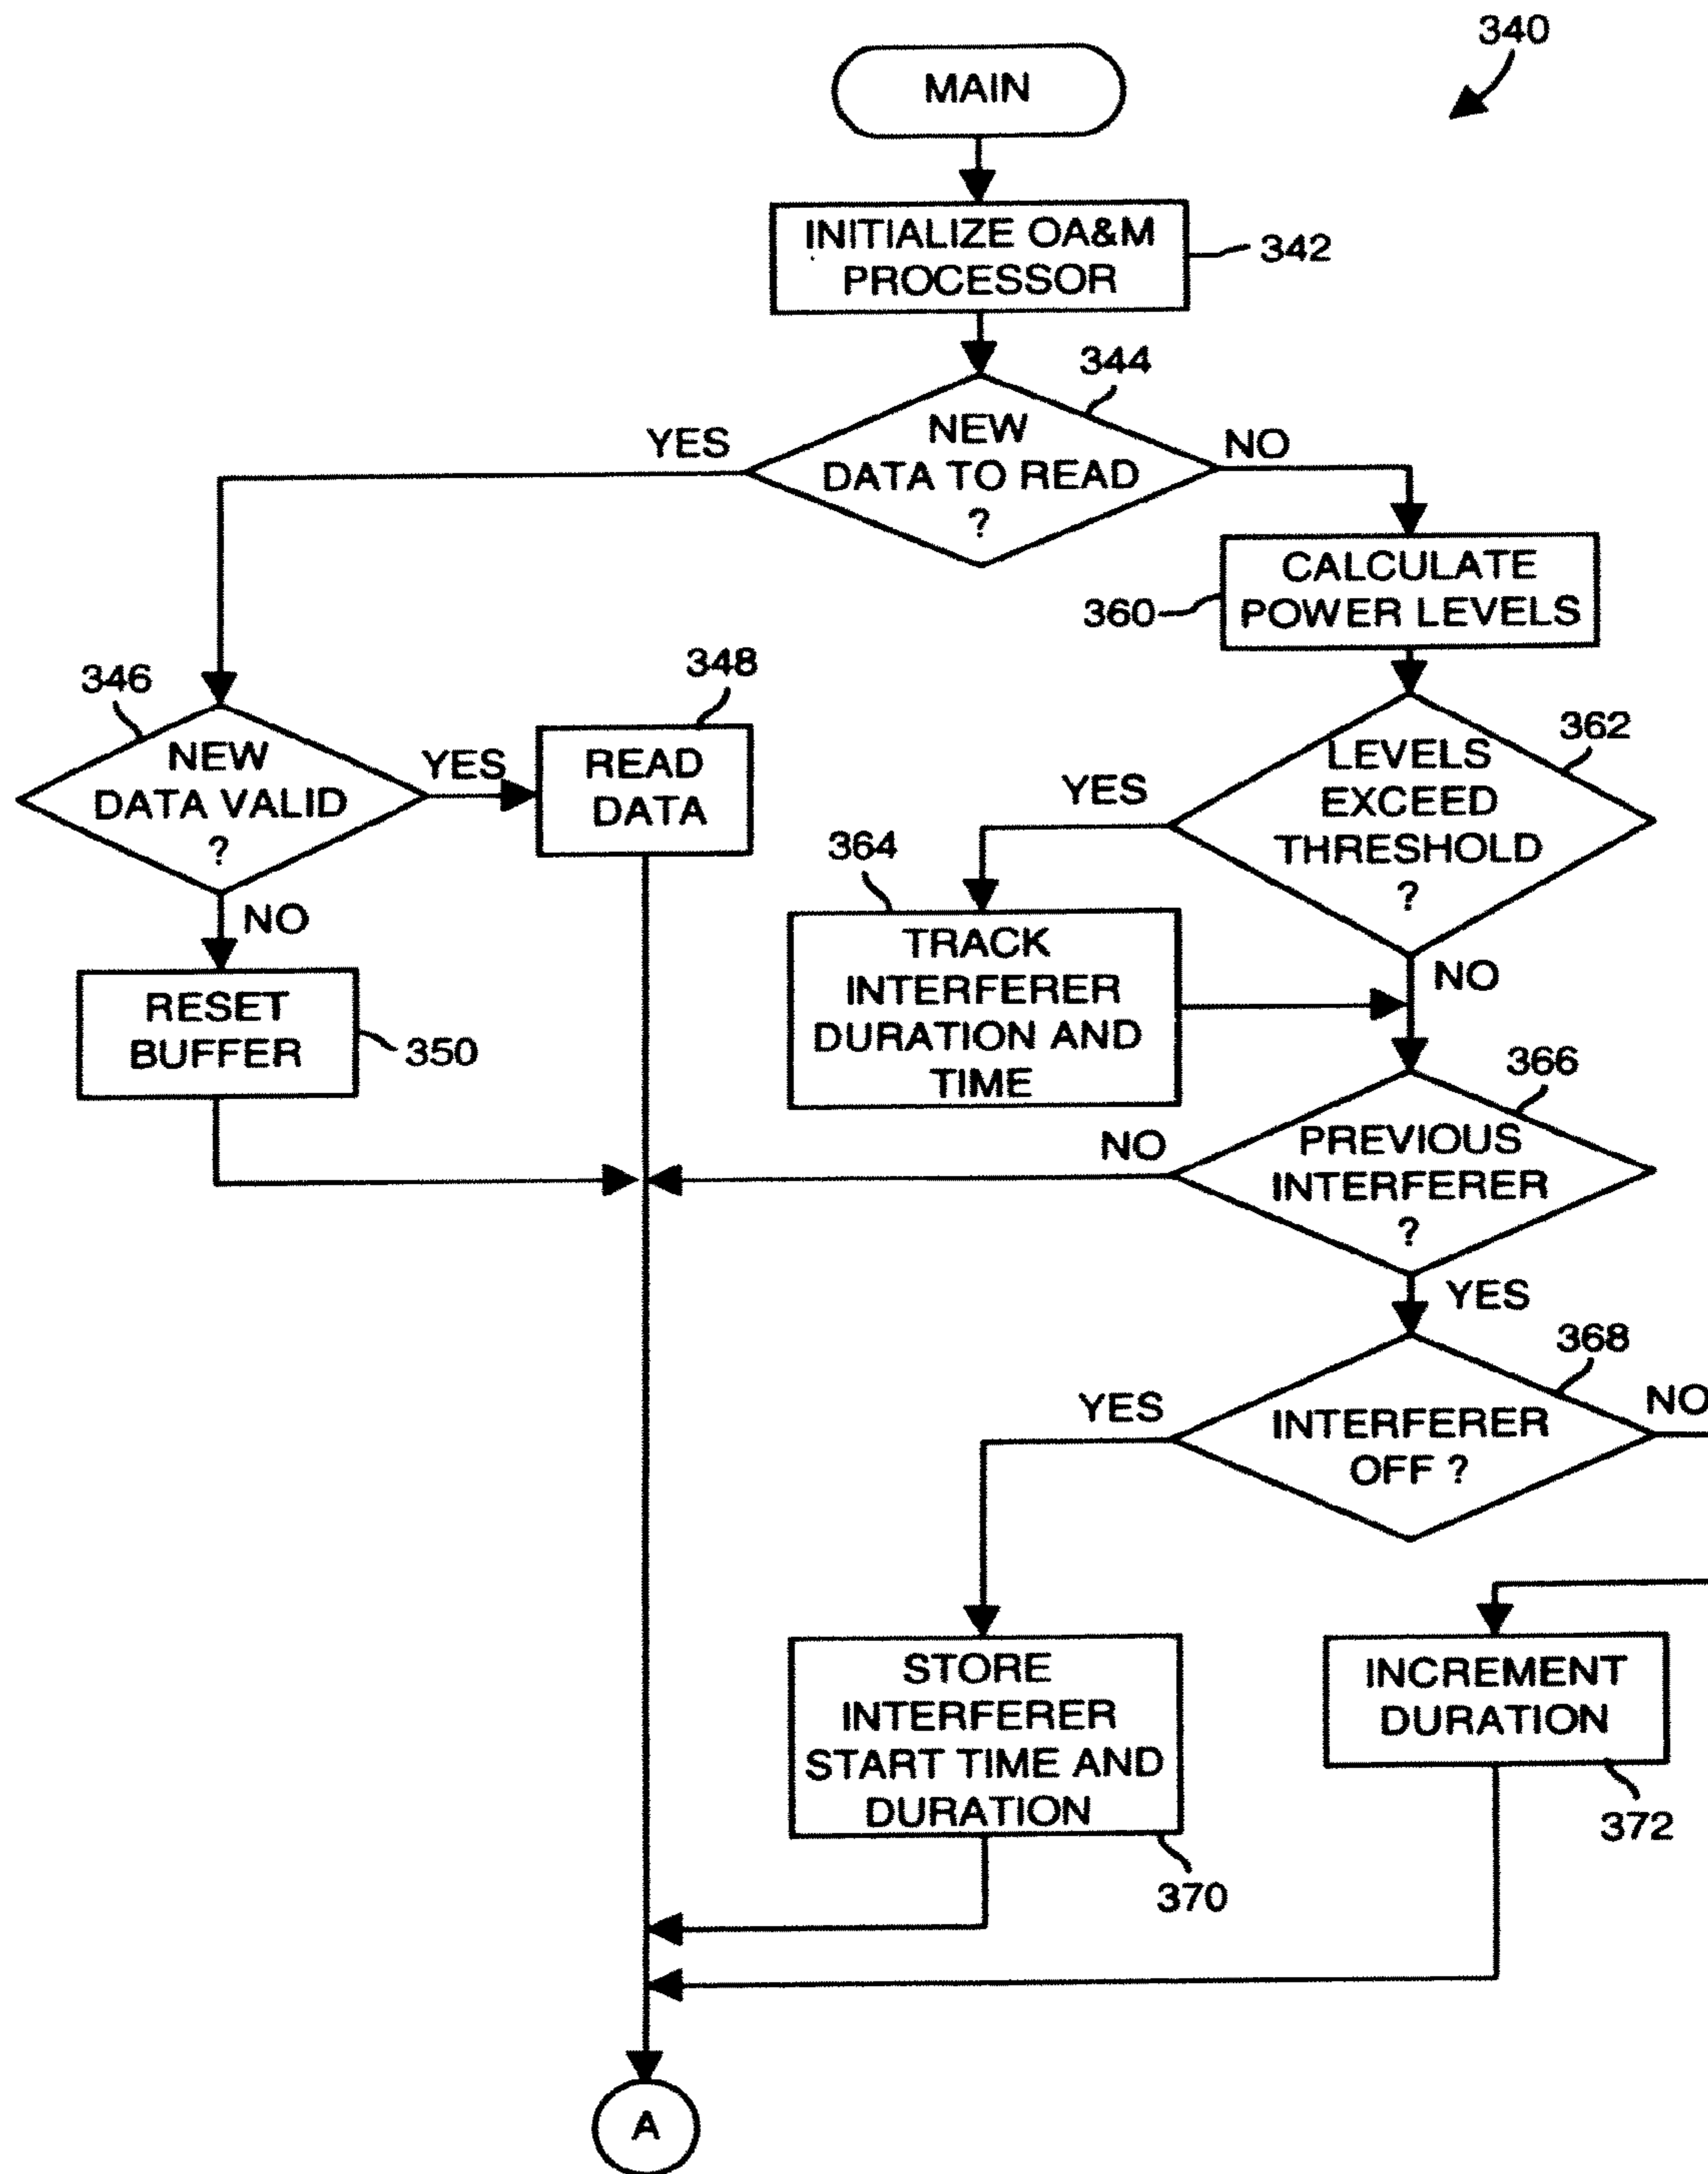 340
MAIN
INITIALIZE OA&M
PROCESSOR
342
344
NEW
DATA TO READ
?
YES
NO
CALCULATE
POWER LEVELS
360
346
NEW
DATA VALID
?
YES
NO
348
READ
DATA
RESET
BUFFER
350
362
LEVELS
EXCEED
THRESHOLD
?
YES
NO
364
TRACK
INTERFERER
DURATION AND
TIME
366
PREVIOUS
INTERFERER
?
NO
YES
368
INTERFERER
OFF ?
YES
NO
STORE
INTERFERER
START TIME AND
DURATION
370
INCREMENT
DURATION
372
A